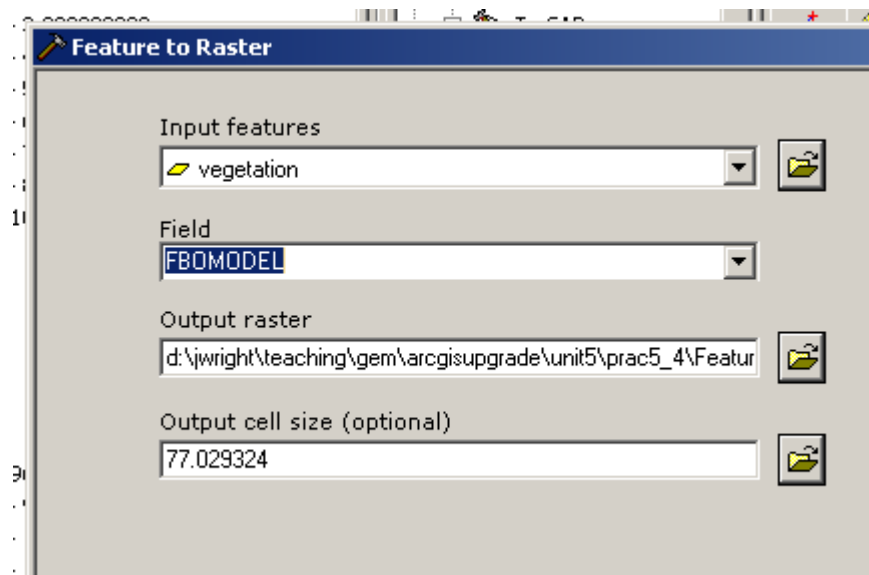 Feature to Raster
Input features
vegetation
Field
FBOMODEL
Output raster
d:\jwright\teaching\gem\arcgisupgrade\unit5\prac5_4\Featur
Output cell size (optional)
77.029324